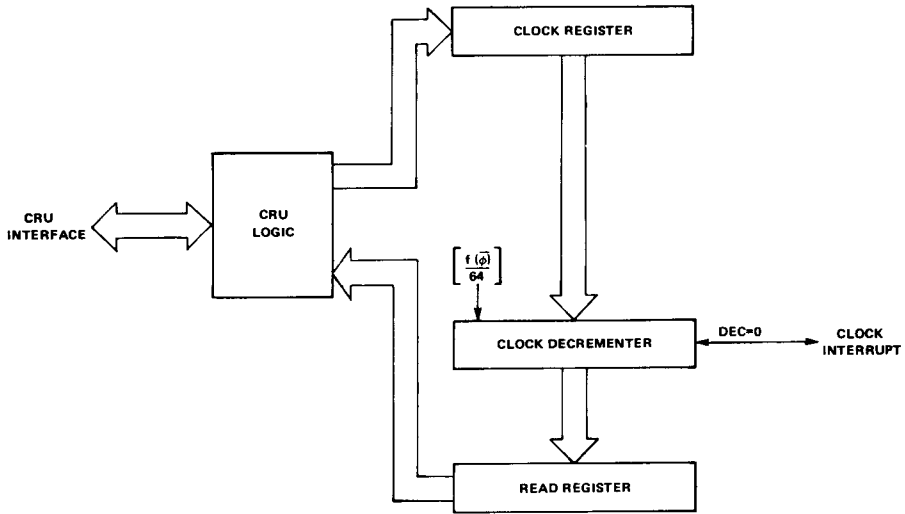 CLOCK REGISTER
CRU
LOGIC
CRU
INTERFACE
f (φ̅)
64
CLOCK DECREMENTER
DEC=0
CLOCK
INTERRUPT
READ REGISTER